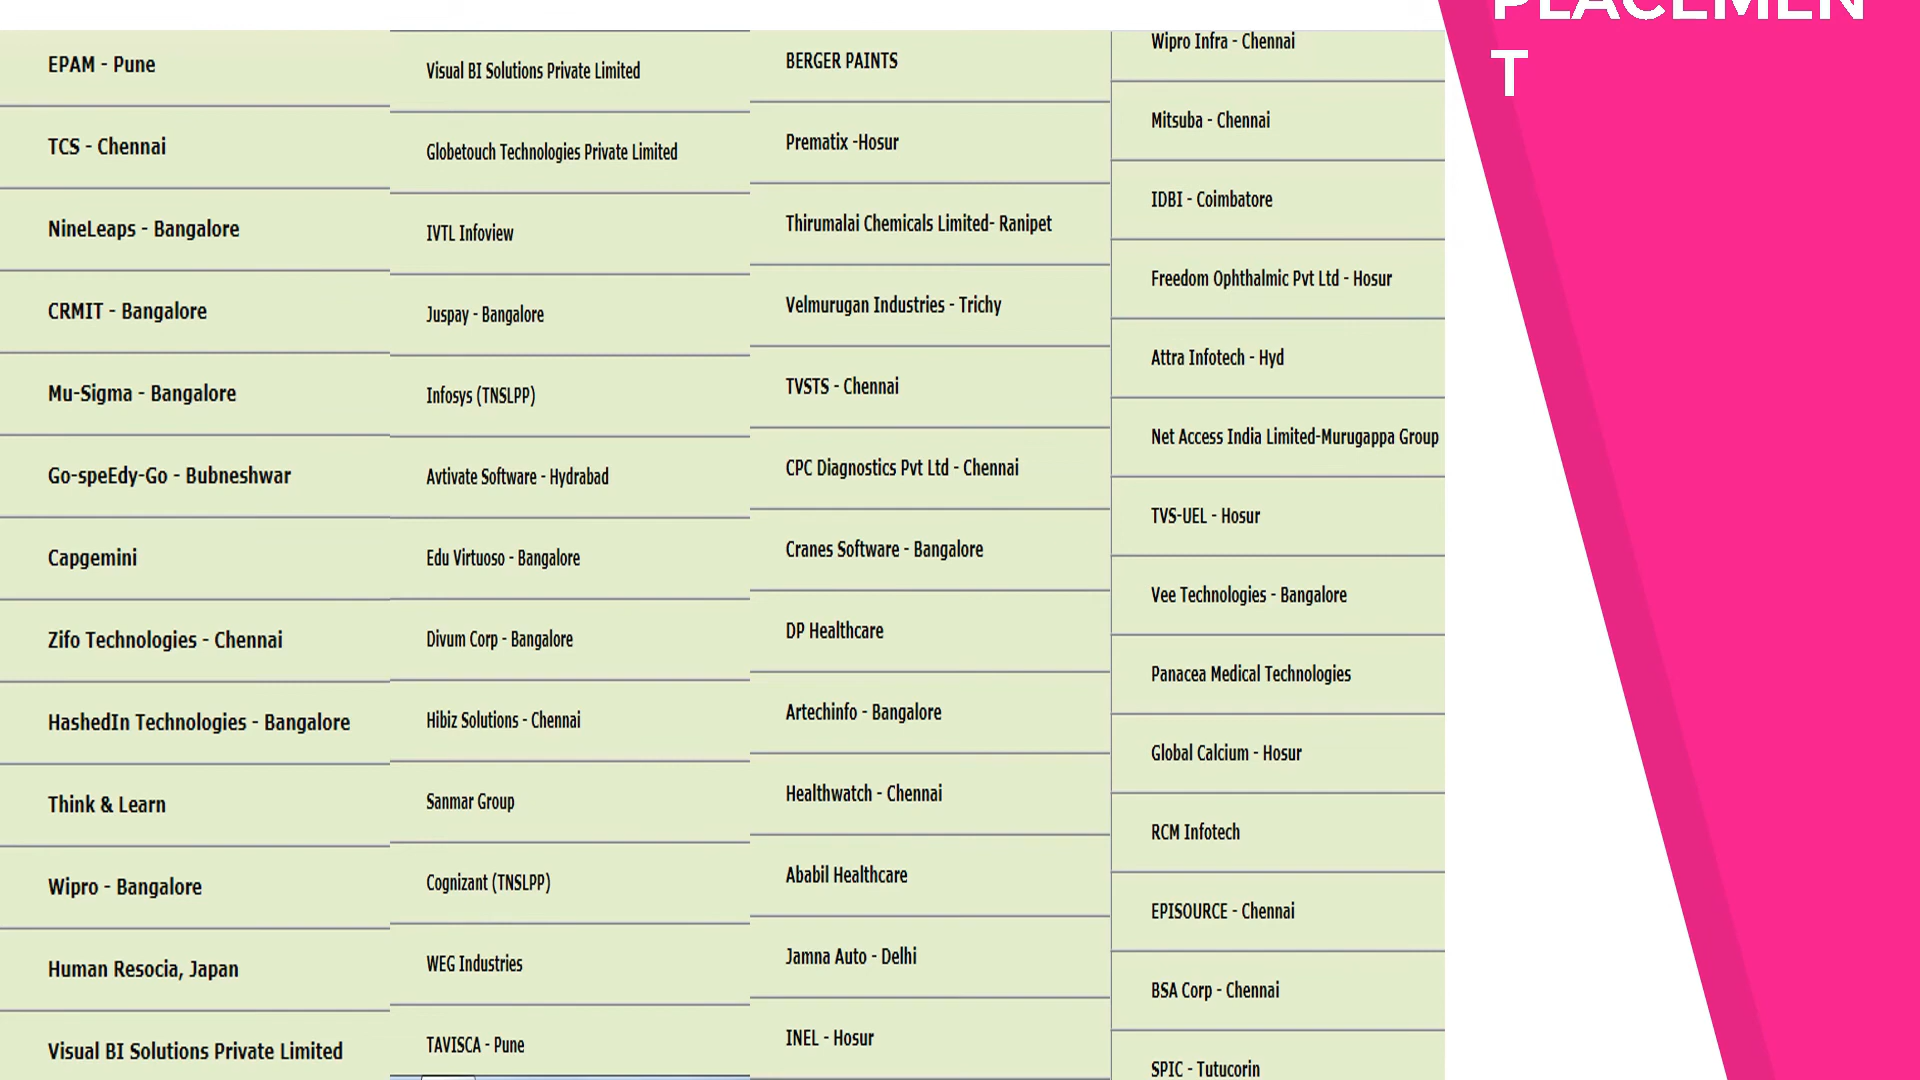 PLACEMEN
T
EPAM - Pune
TCS - Chennai
NineLeaps - Bangalore
CRMIT - Bangalore
Mu-Sigma - Bangalore
Go-speEdy-Go - Bubneshwar
Capgemini
Zifo Technologies - Chennai
HashedIn Technologies - Bangalore
Think & Learn
Wipro - Bangalore
Human Resocia, Japan
Visual BI Solutions Private Limited
Visual BI Solutions Private Limited
Globetouch Technologies Private Limited
IVTL Infoview
Juspay - Bangalore
Infosys (TNSLPP)
Avtivate Software - Hydrabad
Edu Virtuoso - Bangalore
Divum Corp - Bangalore
Hibiz Solutions - Chennai
Sanmar Group
Cognizant (TNSLPP)
WEG Industries
TAVISCA - Pune
BERGER PAINTS
Prematix -Hosur
Thirumalai Chemicals Limited- Ranipet
Velmurugan Industries - Trichy
TVSTS - Chennai
CPC Diagnostics Pvt Ltd - Chennai
Cranes Software - Bangalore
DP Healthcare
Artechinfo - Bangalore
Healthwatch - Chennai
Ababil Healthcare
Jamna Auto - Delhi
INEL - Hosur
Wipro Infra - Chennai
Mitsuba - Chennai
IDBI - Coimbatore
Freedom Ophthalmic Pvt Ltd - Hosur
Attra Infotech - Hyd
Net Access India Limited-Murugappa Group
TVS-UEL - Hosur
Vee Technologies - Bangalore
Panacea Medical Technologies
Global Calcium - Hosur
RCM Infotech
EPISOURCE - Chennai
BSA Corp - Chennai
SPIC - Tutucorin